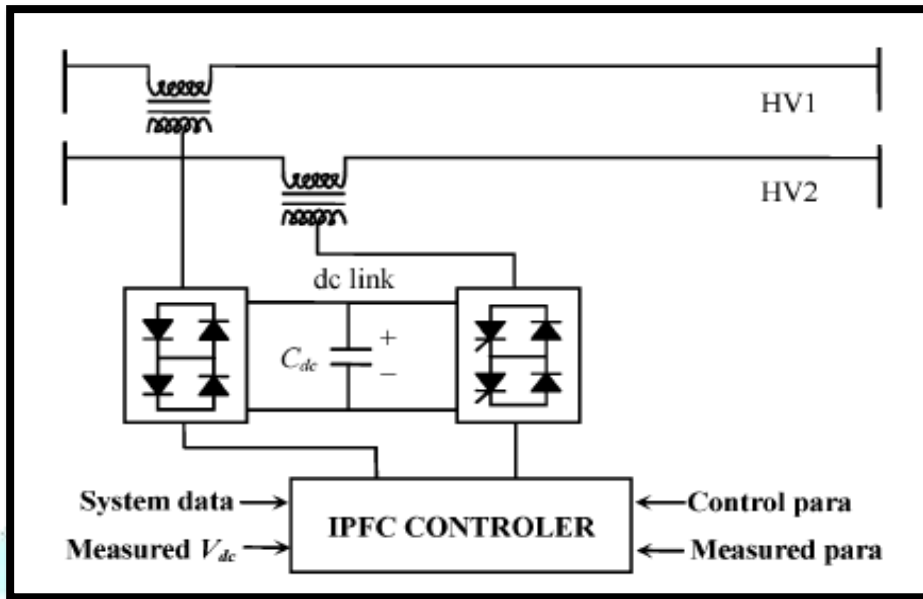 HV1
HV2
dc link
C_dc
+
−
System data
Measured V_dc
IPFC CONTROLER
Control para
Measured para